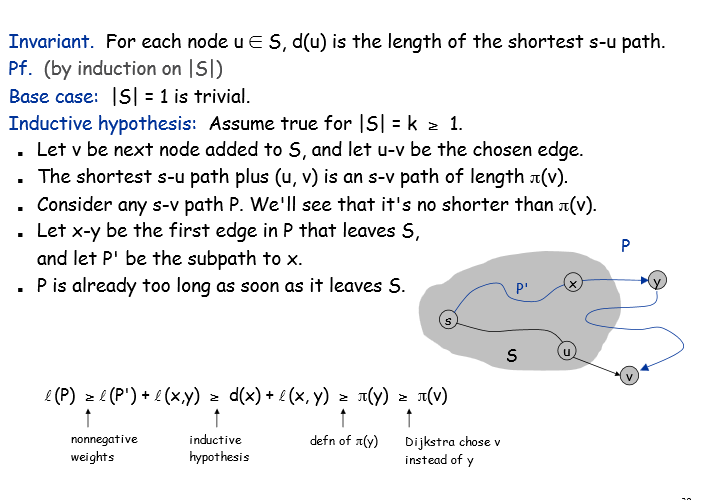 Invariant. For each node u ∈ S, d(u) is the length of the shortest s-u path.
Pf. (by induction on |S|)
Base case: |S| = 1 is trivial.
Inductive hypothesis: Assume true for |S| = k ≥ 1.
▪ Let v be next node added to S, and let u-v be the chosen edge.
▪ The shortest s-u path plus (u, v) is an s-v path of length π(v).
▪ Consider any s-v path P. We'll see that it's no shorter than π(v).
▪ Let x-y be the first edge in P that leaves S,
and let P' be the subpath to x.
▪ P is already too long as soon as it leaves S.
P
P'
x
y
s
S
u
v
ℓ(P) ≥ ℓ(P') + ℓ(x,y) ≥ d(x) + ℓ(x, y) ≥ π(y) ≥ π(v)
nonnegative
weights
inductive
hypothesis
defn of π(y)
Dijkstra chose v
instead of y